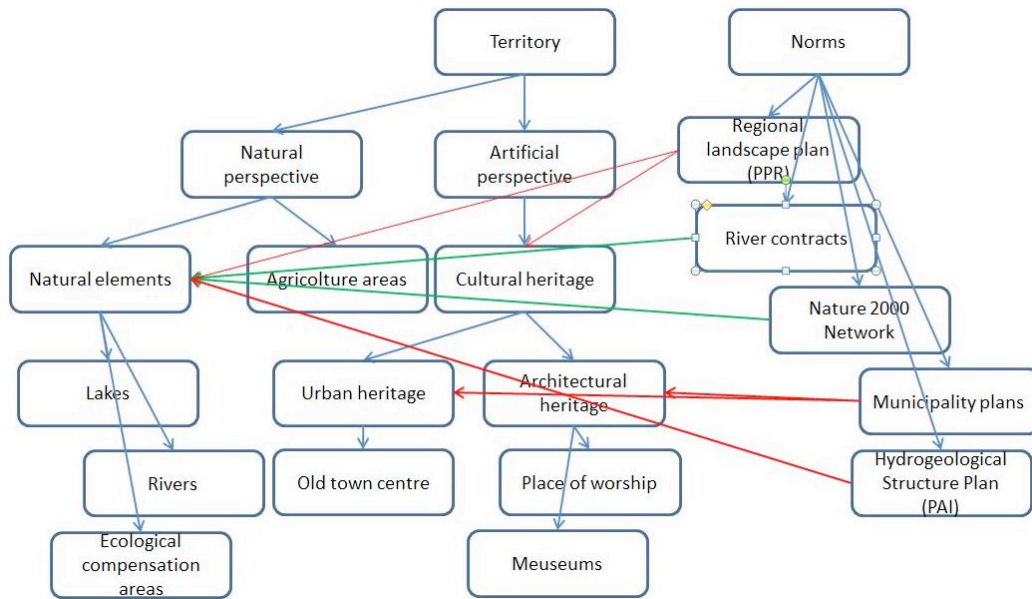 Territory
Norms
Natural
perspective
Artificial
perspective
Regional
landscape plan
(PPR)
River contracts
Natural elements
Agricolture areas
Cultural heritage
Nature 2000
Network
Lakes
Urban heritage
Architectural
heritage
Municipality plans
Rivers
Old town centre
Place of worship
Hydrogeological
Structure Plan
(PAI)
Ecological
compensation
areas
Meuseums